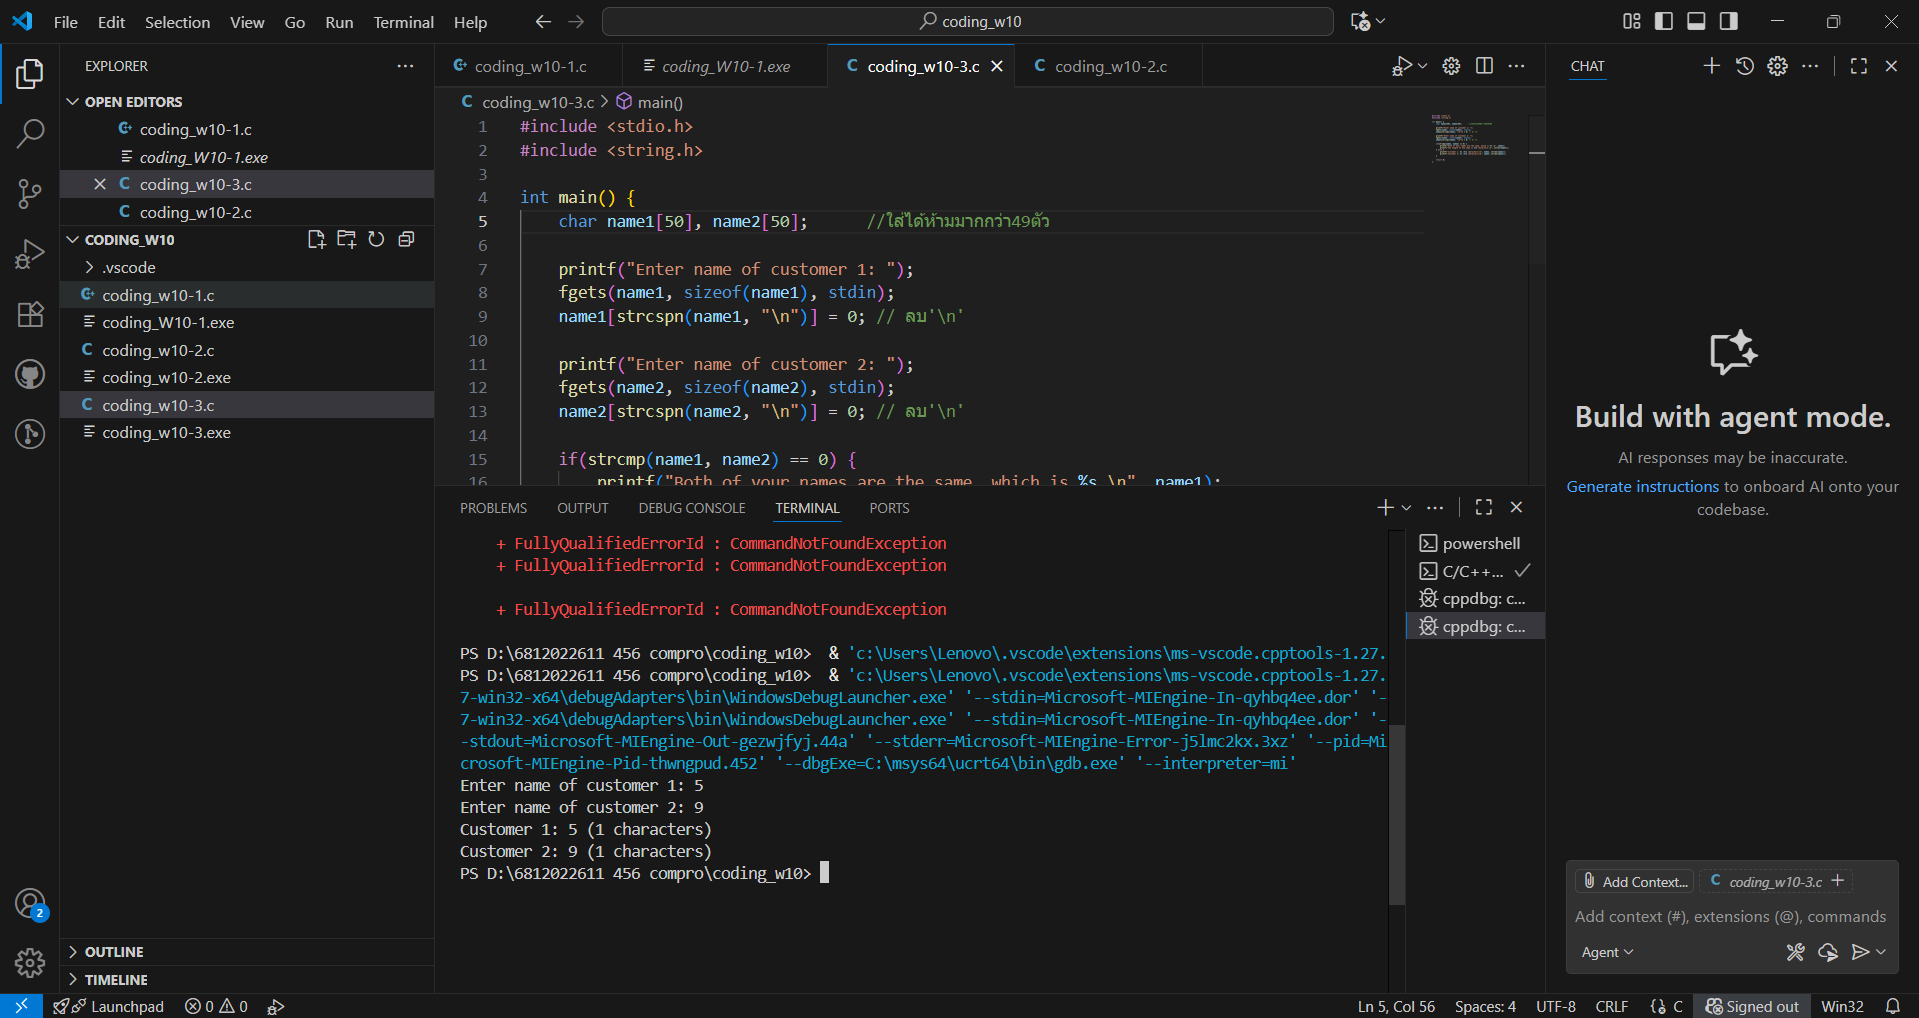 File Edit Selection View Go Run Terminal Help
coding_w10
EXPLORER
OPEN EDITORS
coding_w10-1.c
coding_W10-1.exe
coding_w10-3.c
coding_w10-2.c
CODING_W10
.vscode
coding_w10-1.c
coding_W10-1.exe
coding_w10-2.c
coding_w10-2.exe
coding_w10-3.c
coding_w10-3.exe
OUTLINE
TIMELINE
coding_w10-1.c coding_W10-1.exe coding_w10-3.c coding_w10-2.c
coding_w10-3.c > main()
1 #include <stdio.h>
2 #include <string.h>
3
4 int main() {
5 char name1[50], name2[50]; //ใส่ได้ห้ามมากกว่า49ตัว
6
7 printf("Enter name of customer 1: ");
8 fgets(name1, sizeof(name1), stdin);
9 name1[strcspn(name1, "\n")] = 0; // ลบ'\n'
10
11 printf("Enter name of customer 2: ");
12 fgets(name2, sizeof(name2), stdin);
13 name2[strcspn(name2, "\n")] = 0; // ลบ'\n'
14
15 if(strcmp(name1, name2) == 0) {
16 printf("Both of your names are the same, which is %s.\n", name1);
PROBLEMS OUTPUT DEBUG CONSOLE TERMINAL PORTS
+ FullyQualifiedErrorId : CommandNotFoundException
+ FullyQualifiedErrorId : CommandNotFoundException
+ FullyQualifiedErrorId : CommandNotFoundException
PS D:\6812022611 456 compro\coding_w10> & 'c:\Users\Lenovo\.vscode\extensions\ms-vscode.cpptools-1.27.
PS D:\6812022611 456 compro\coding_w10> & 'c:\Users\Lenovo\.vscode\extensions\ms-vscode.cpptools-1.27.
7-win32-x64\debugAdapters\bin\WindowsDebugLauncher.exe' '--stdin=Microsoft-MIEngine-In-qyhbq4ee.dor' '-
7-win32-x64\debugAdapters\bin\WindowsDebugLauncher.exe' '--stdin=Microsoft-MIEngine-In-qyhbq4ee.dor' '-
-stdout=Microsoft-MIEngine-Out-gezwjfyj.44a' '--stderr=Microsoft-MIEngine-Error-j5lmc2kx.3xz' '--pid=Mi
crosoft-MIEngine-Pid-thwngpud.452' '--dbgExe=C:\msys64\ucrt64\bin\gdb.exe' '--interpreter=mi'
Enter name of customer 1: 5
Enter name of customer 2: 9
Customer 1: 5 (1 characters)
Customer 2: 9 (1 characters)
PS D:\6812022611 456 compro\coding_w10>
powershell
C/C++...
cppdbg: c...
cppdbg: c...
CHAT
Build with agent mode.
AI responses may be inaccurate.
Generate instructions to onboard AI onto your
codebase.
Add Context... coding_w10-3.c
Add context (#), extensions (@), commands
Agent
2
Launchpad 0 0
Ln 5, Col 56 Spaces: 4 UTF-8 CRLF {} C Signed out Win32